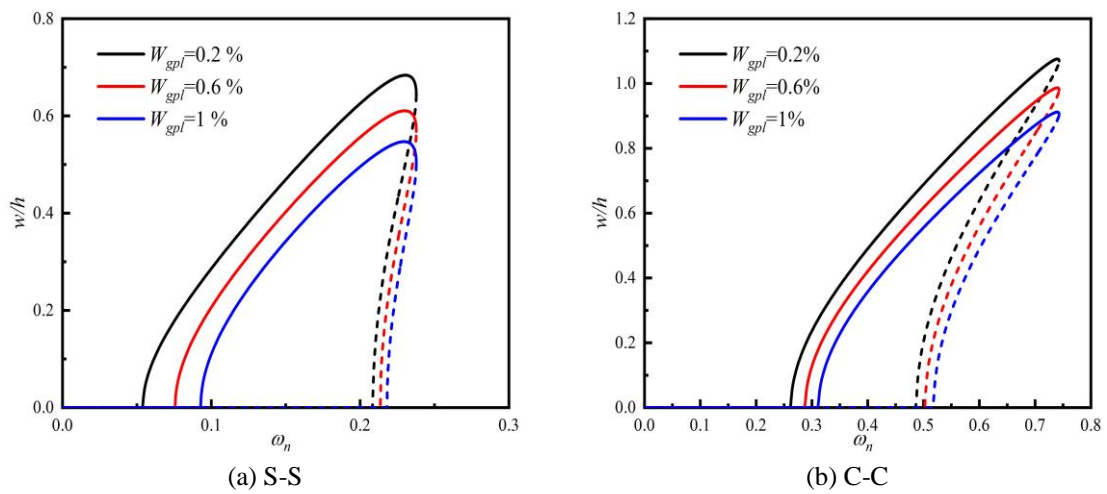 0.8
0.6
0.4
0.2
0.0
w/h
W_gpl=0.2 %
W_gpl=0.6 %
W_gpl=1 %
0.0 0.1 0.2 0.3
ω_n
(a) S-S
1.2
1.0
0.8
0.6
0.4
0.2
0.0
w/h
W_gpl=0.2%
W_gpl=0.6%
W_gpl=1%
0.0 0.1 0.2 0.3 0.4 0.5 0.6 0.7 0.8
ω_n
(b) C-C